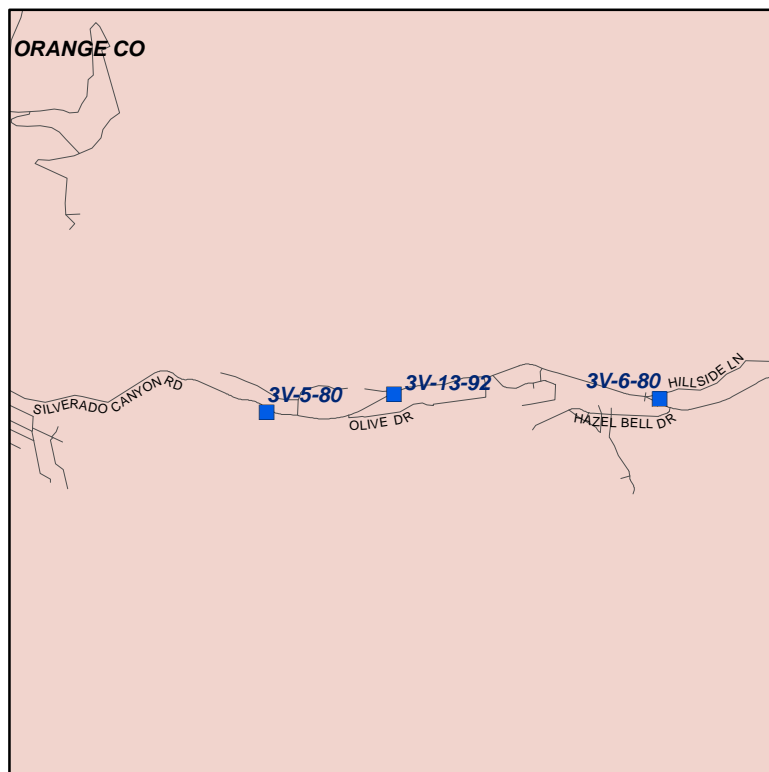 ORANGE CO
SILVERADO CANYON RD
3V-5-80
3V-13-92
OLIVE DR
3V-6-80
HILLSIDE LN
HAZEL BELL DR